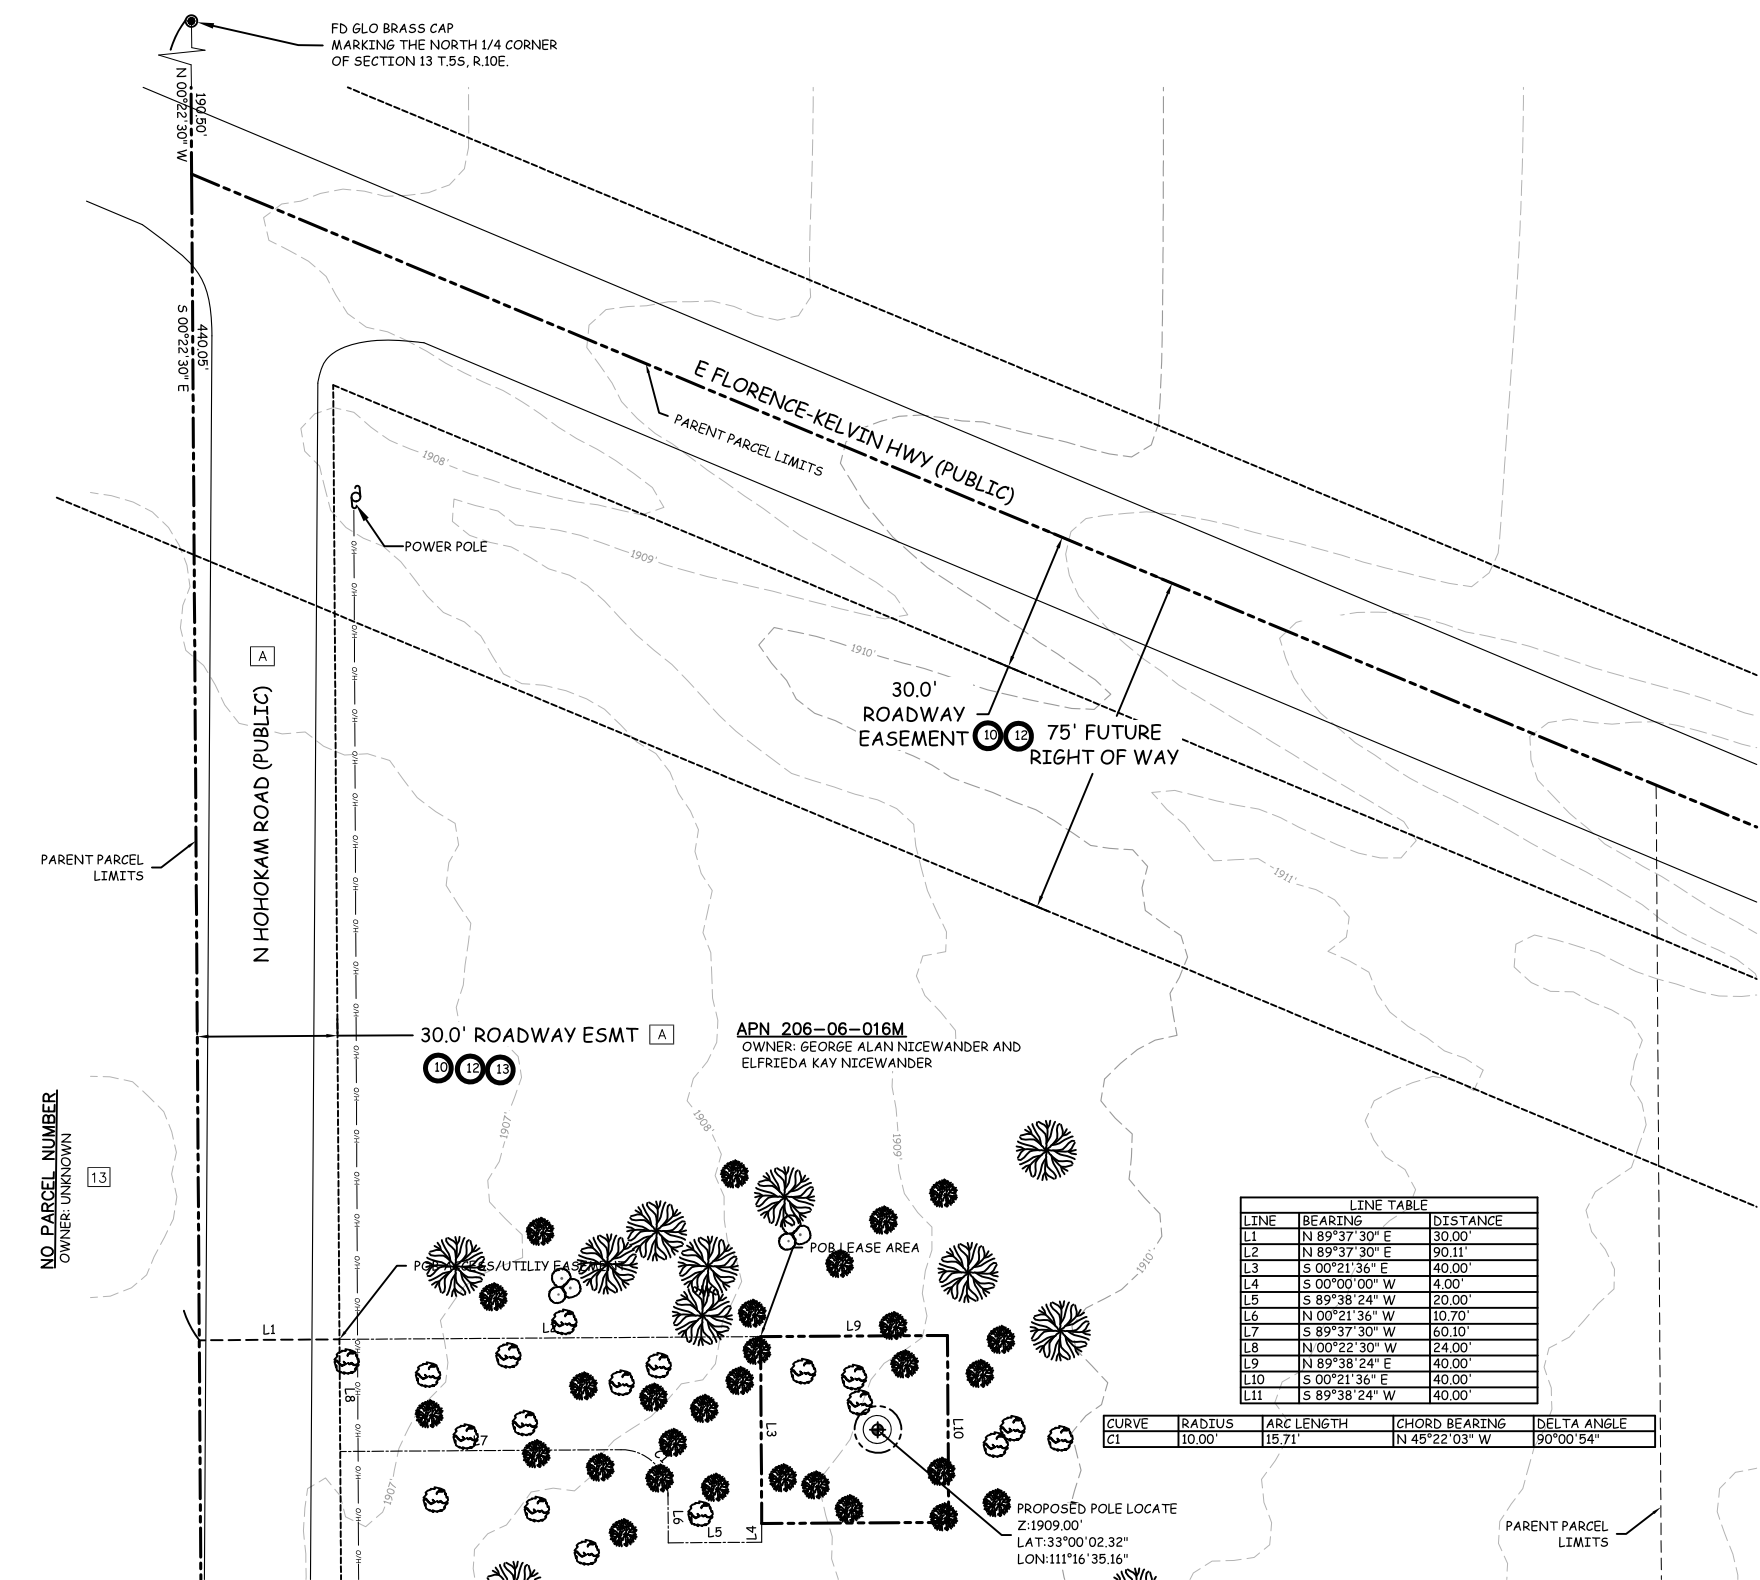 FD GLO BRASS CAP
MARKING THE NORTH 1/4 CORNER
OF SECTION 13 T.5S, R.10E.
190.50'
N 00°22'30" W
440.05'
S 00°22'30" E
E FLORENCE-KELVIN HWY (PUBLIC)
PARENT PARCEL LIMITS
1908'
POWER POLE
1909'
A
1910'
30.0'
ROADWAY
EASEMENT 10 12
75' FUTURE
RIGHT OF WAY
N HOHOKAM ROAD (PUBLIC)
PARENT PARCEL
LIMITS
1911'
30.0' ROADWAY ESMT A
10 12 13
APN 206-06-016M
OWNER: GEORGE ALAN NICEWANDER AND
ELFRIEDA KAY NICEWANDER
NO PARCEL NUMBER
OWNER: UNKNOWN
13
1907'
1908'
1909'
1910'
POB LEASE AREA
POB ACCESS/UTILIY EASEMENT
L1
L2
L9
L8
L3
L10
L7
C1
L6
L5
L4
1907'
O/H
LINE TABLE
LINE BEARING DISTANCE
L1 N 89°37'30" E 30.00'
L2 N 89°37'30" E 90.11'
L3 S 00°21'36" E 40.00'
L4 S 00°00'00" W 4.00'
L5 S 89°38'24" W 20.00'
L6 N 00°21'36" W 10.70'
L7 S 89°37'30" W 60.10'
L8 N 00°22'30" W 24.00'
L9 N 89°38'24" E 40.00'
L10 S 00°21'36" E 40.00'
L11 S 89°38'24" W 40.00'
CURVE RADIUS ARC LENGTH CHORD BEARING DELTA ANGLE
C1 10.00' 15.71' N 45°22'03" W 90°00'54"
PROPOSED POLE LOCATE
Z:1909.00'
LAT:33°00'02.32"
LON:111°16'35.16"
PARENT PARCEL
LIMITS